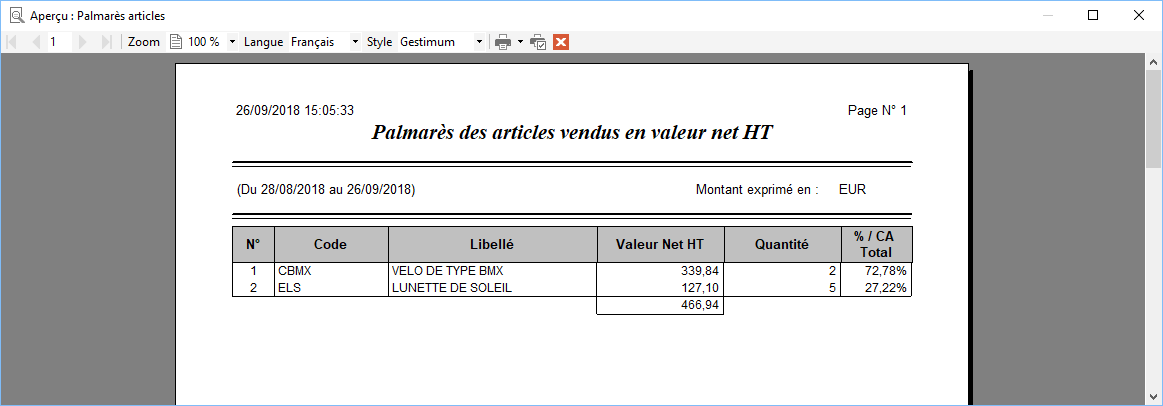 Aperçu : Palmarès articles
1 Zoom 100 % Langue Français Style Gestimum
26/09/2018 15:05:33 Page N° 1
Palmarès des articles vendus en valeur net HT
(Du 28/08/2018 au 26/09/2018) Montant exprimé en : EUR
N° Code Libellé Valeur Net HT Quantité % / CA
Total
1 CBMX VELO DE TYPE BMX 339,84 2 72,78%
2 ELS LUNETTE DE SOLEIL 127,10 5 27,22%
466,94